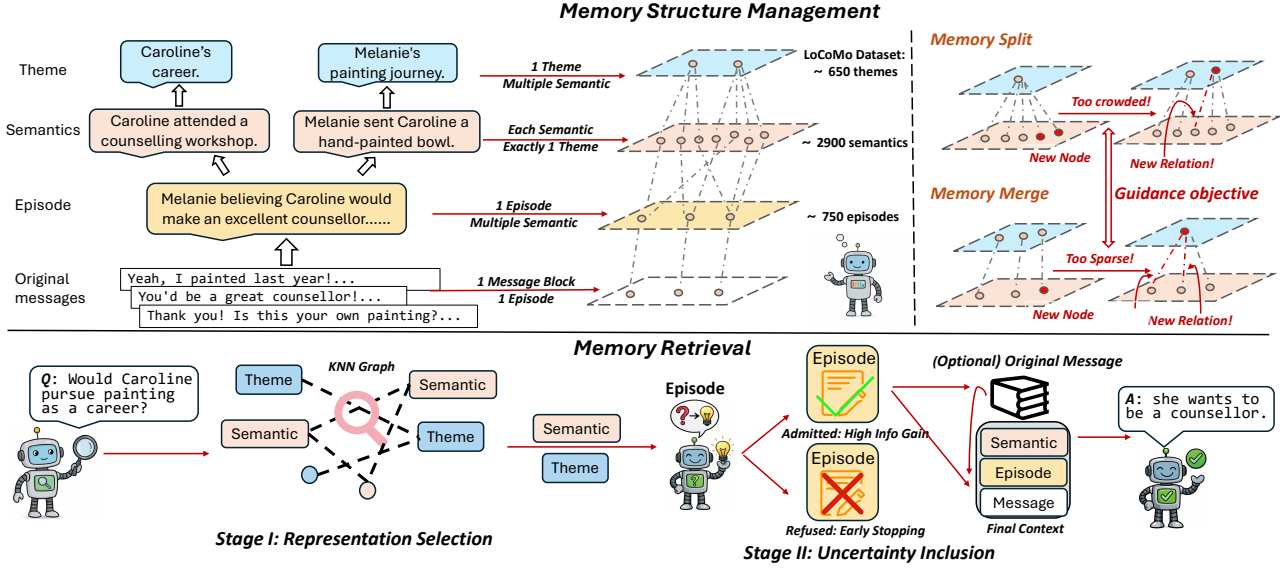 Memory Structure Management
Theme
Caroline's
career.
Melanie's
painting journey.
1 Theme
Multiple Semantic
LoCoMo Dataset:
~ 650 themes
Semantics
Caroline attended a
counselling workshop.
Melanie sent Caroline a
hand-painted bowl.
Each Semantic
Exactly 1 Theme
~ 2900 semantics
Episode
Melanie believing Caroline would
make an excellent counsellor......
1 Episode
Multiple Semantic
~ 750 episodes
Original
messages
Yeah, I painted last year!...
You'd be a great counsellor!...
Thank you! Is this your own painting?...
1 Message Block
1 Episode
Memory Split
Too crowded!
New Node
New Relation!
Memory Merge
Guidance objective
Too Sparse!
New Node
New Relation!
Memory Retrieval
Q: Would Caroline
pursue painting
as a career?
KNN Graph
Theme
Semantic
Semantic
Theme
Semantic
Theme
Stage I: Representation Selection
Episode
?
?
Episode
Admitted: High Info Gain
Episode
Refused: Early Stopping
(Optional) Original Message
Semantic
Episode
Message
Final Context
A: she wants to
be a counsellor.
Stage II: Uncertainty Inclusion